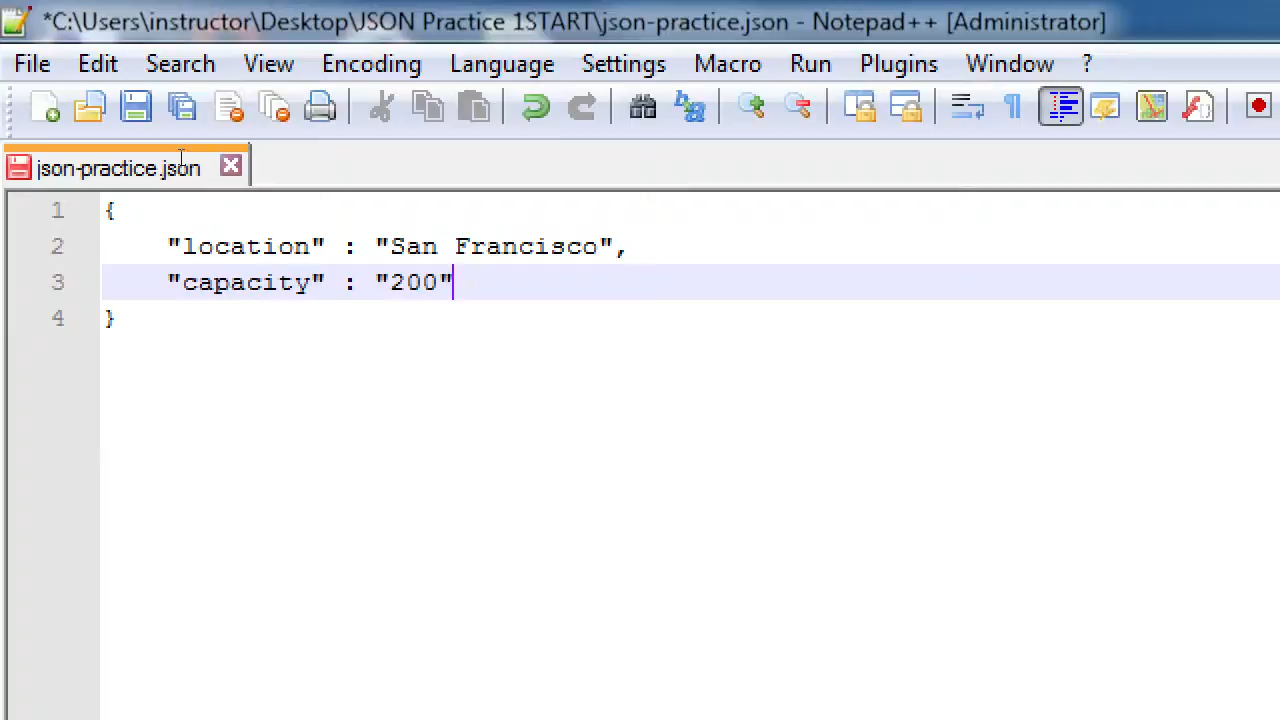 *C:\Users\instructor\Desktop\JSON Practice 1START\json-practice.json - Notepad++ [Administrator]
File Edit Search View Encoding Language Settings Macro Run Plugins Window ?
json-practice.json
1 {
2 "location" : "San Francisco",
3 "capacity" : "200"
4 }